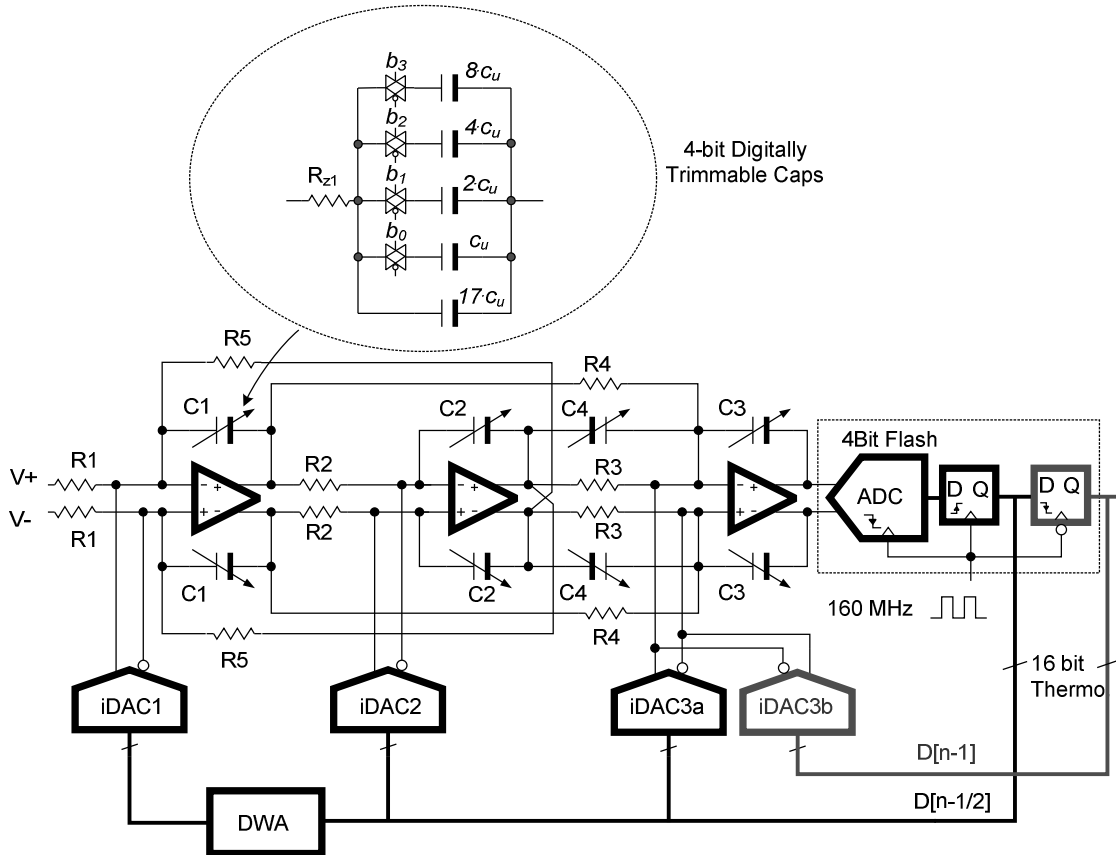 b3
8·cu
b2
4·cu
4-bit Digitally
Trimmable Caps
Rz1
b1
2·cu
b0
cu
17·cu
R5
R4
C1
C2
C4
C3
4Bit Flash
V+
R1
R2
R3
ADC
D Q
D Q
V-
R1
R2
R3
C1
C2
C4
C3
160 MHz
R5
R4
16 bit
Thermo
iDAC1
iDAC2
iDAC3a
iDAC3b
D[n-1]
D[n-1/2]
DWA
- +
+ -
- +
+ -
- +
+ -